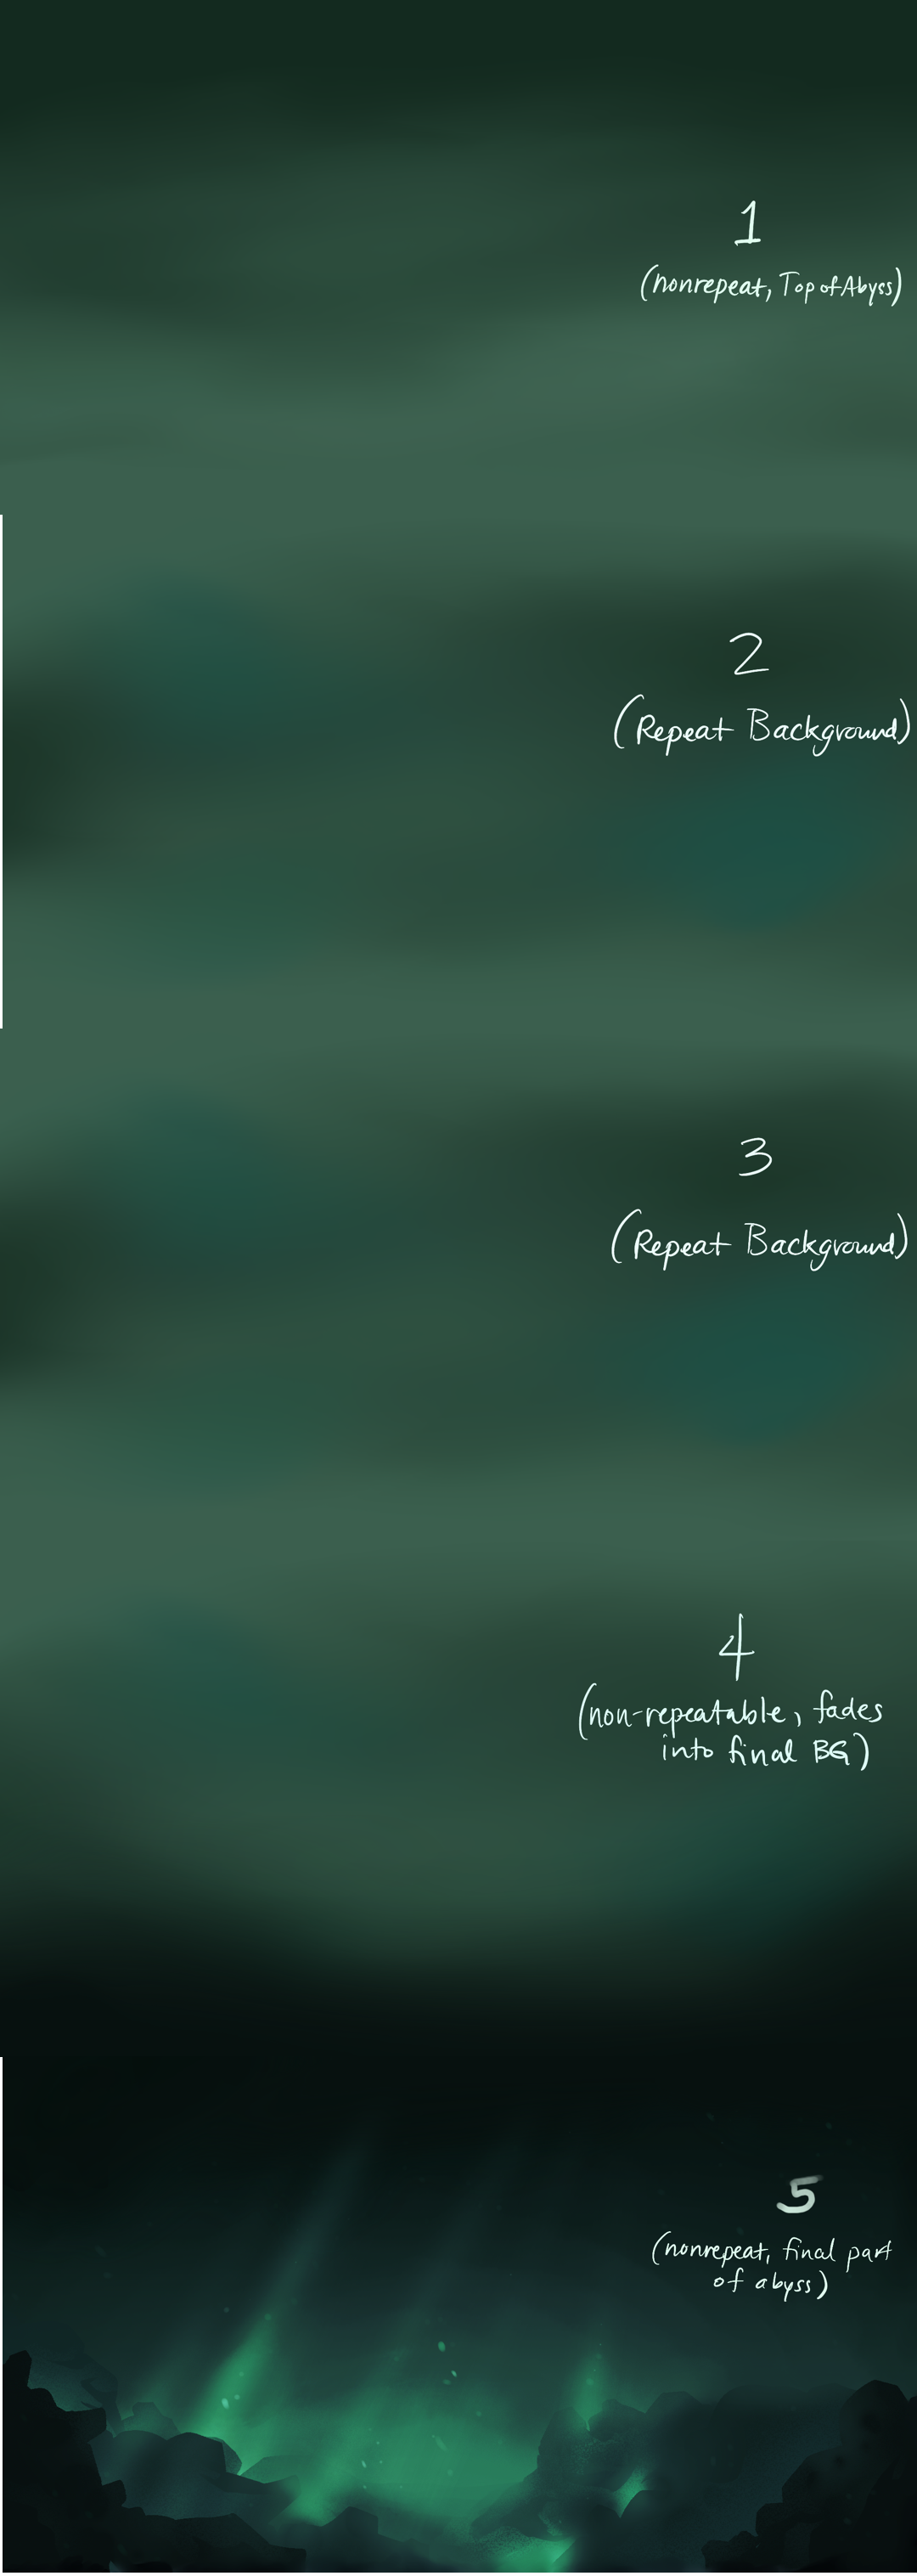 1
(nonrepeat, Top of Abyss)
2
(Repeat Background)
3
(Repeat Background)
4
(non-repeatable, fades
into final BG)
5
(nonrepeat, final part
of abyss)